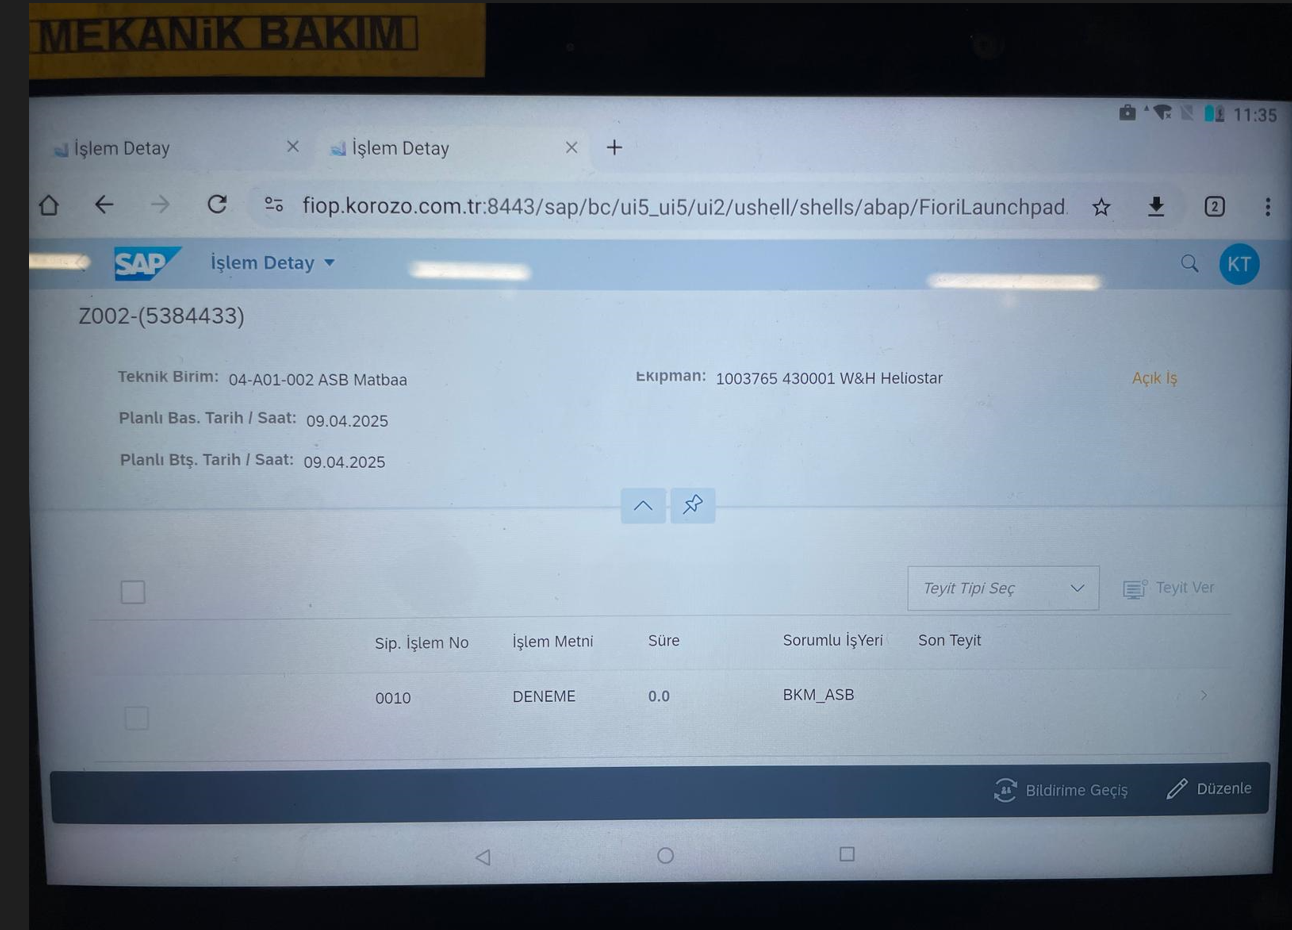 MEKANiK BAKIM
11:35
İşlem Detay
İşlem Detay
fiop.korozo.com.tr:8443/sap/bc/ui5_ui5/ui2/ushell/shells/abap/FioriLaunchpad
2
SAP İşlem Detay
KT
Z002-(5384433)
Teknik Birim: 04-A01-002 ASB Matbaa
Ekipman: 1003765 430001 W&H Heliostar
Açık İş
Planlı Bas. Tarih / Saat: 09.04.2025
Planlı Btş. Tarih / Saat: 09.04.2025
Teyit Tipi Seç
Teyit Ver
Sip. İşlem No İşlem Metni Süre Sorumlu İşYeri Son Teyit
0010 DENEME 0.0 BKM_ASB
Bildirime Geçiş Düzenle